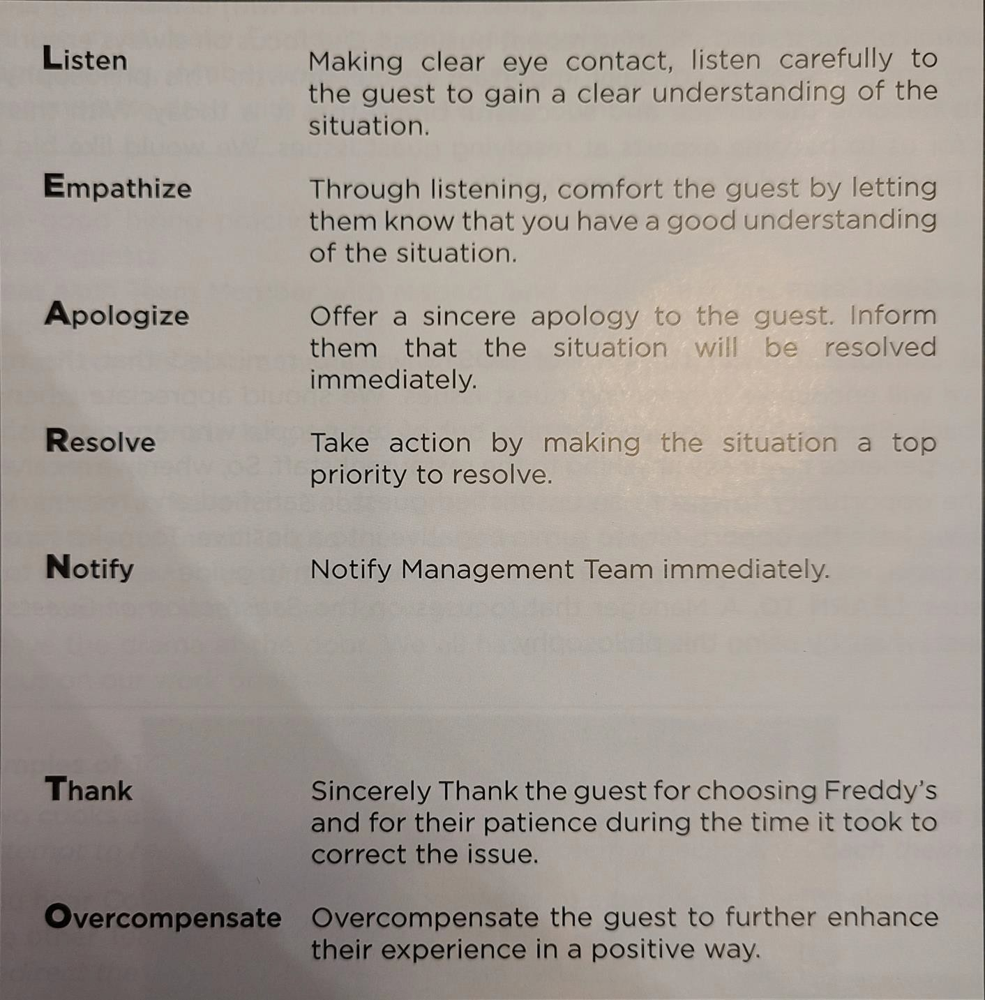 Listen Making clear eye contact, listen carefully to
the guest to gain a clear understanding of the
situation.
Empathize Through listening, comfort the guest by letting
them know that you have a good understanding
of the situation.
Apologize Offer a sincere apology to the guest. Inform
them that the situation will be resolved
immediately.
Resolve Take action by making the situation a top
priority to resolve.
Notify Notify Management Team immediately.
Thank Sincerely Thank the guest for choosing Freddy's
and for their patience during the time it took to
correct the issue.
Overcompensate Overcompensate the guest to further enhance
their experience in a positive way.